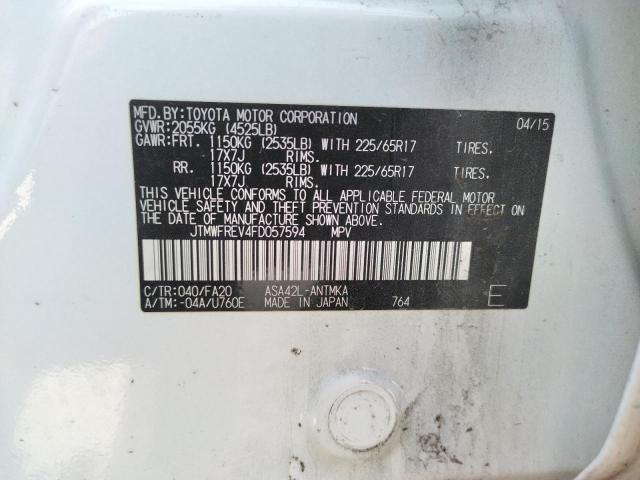 MFD.BY:TOYOTA MOTOR CORPORATION 04/15
GVWR:2055KG (4525LB)
GAWR:FRT. 1150KG (2535LB) WITH 225/65R17 TIRES.
17X7J RIMS.
RR. 1150KG (2535LB) WITH 225/65R17 TIRES.
17X7J RIMS.
THIS VEHICLE CONFORMS TO ALL APPLICABLE FEDERAL MOTOR
VEHICLE SAFETY AND THEFT PREVENTION STANDARDS IN EFFECT ON
THE DATE OF MANUFACTURE SHOWN ABOVE.
JTMWFREV4FD057594 MPV
C/TR:040/FA20 ASA42L-ANTMKA
A/TM:-04A/U760E MADE IN JAPAN 764 E